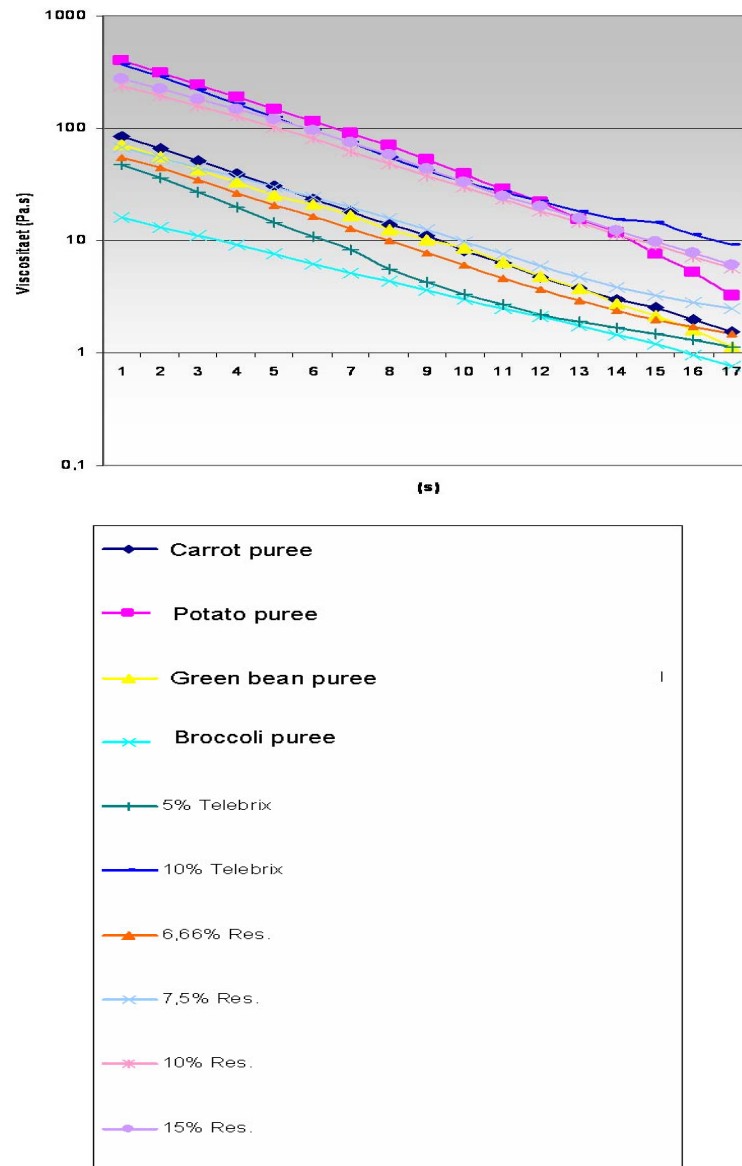 1000
100
10
1
0,1
Viscositaet (Pa.s)
1 2 3 4 5 6 7 8 9 10 11 12 13 14 15 16 17
(s)
Carrot puree
Potato puree
Green bean puree
Broccoli puree
5% Telebrix
10% Telebrix
6,66% Res.
7,5% Res.
10% Res.
15% Res.